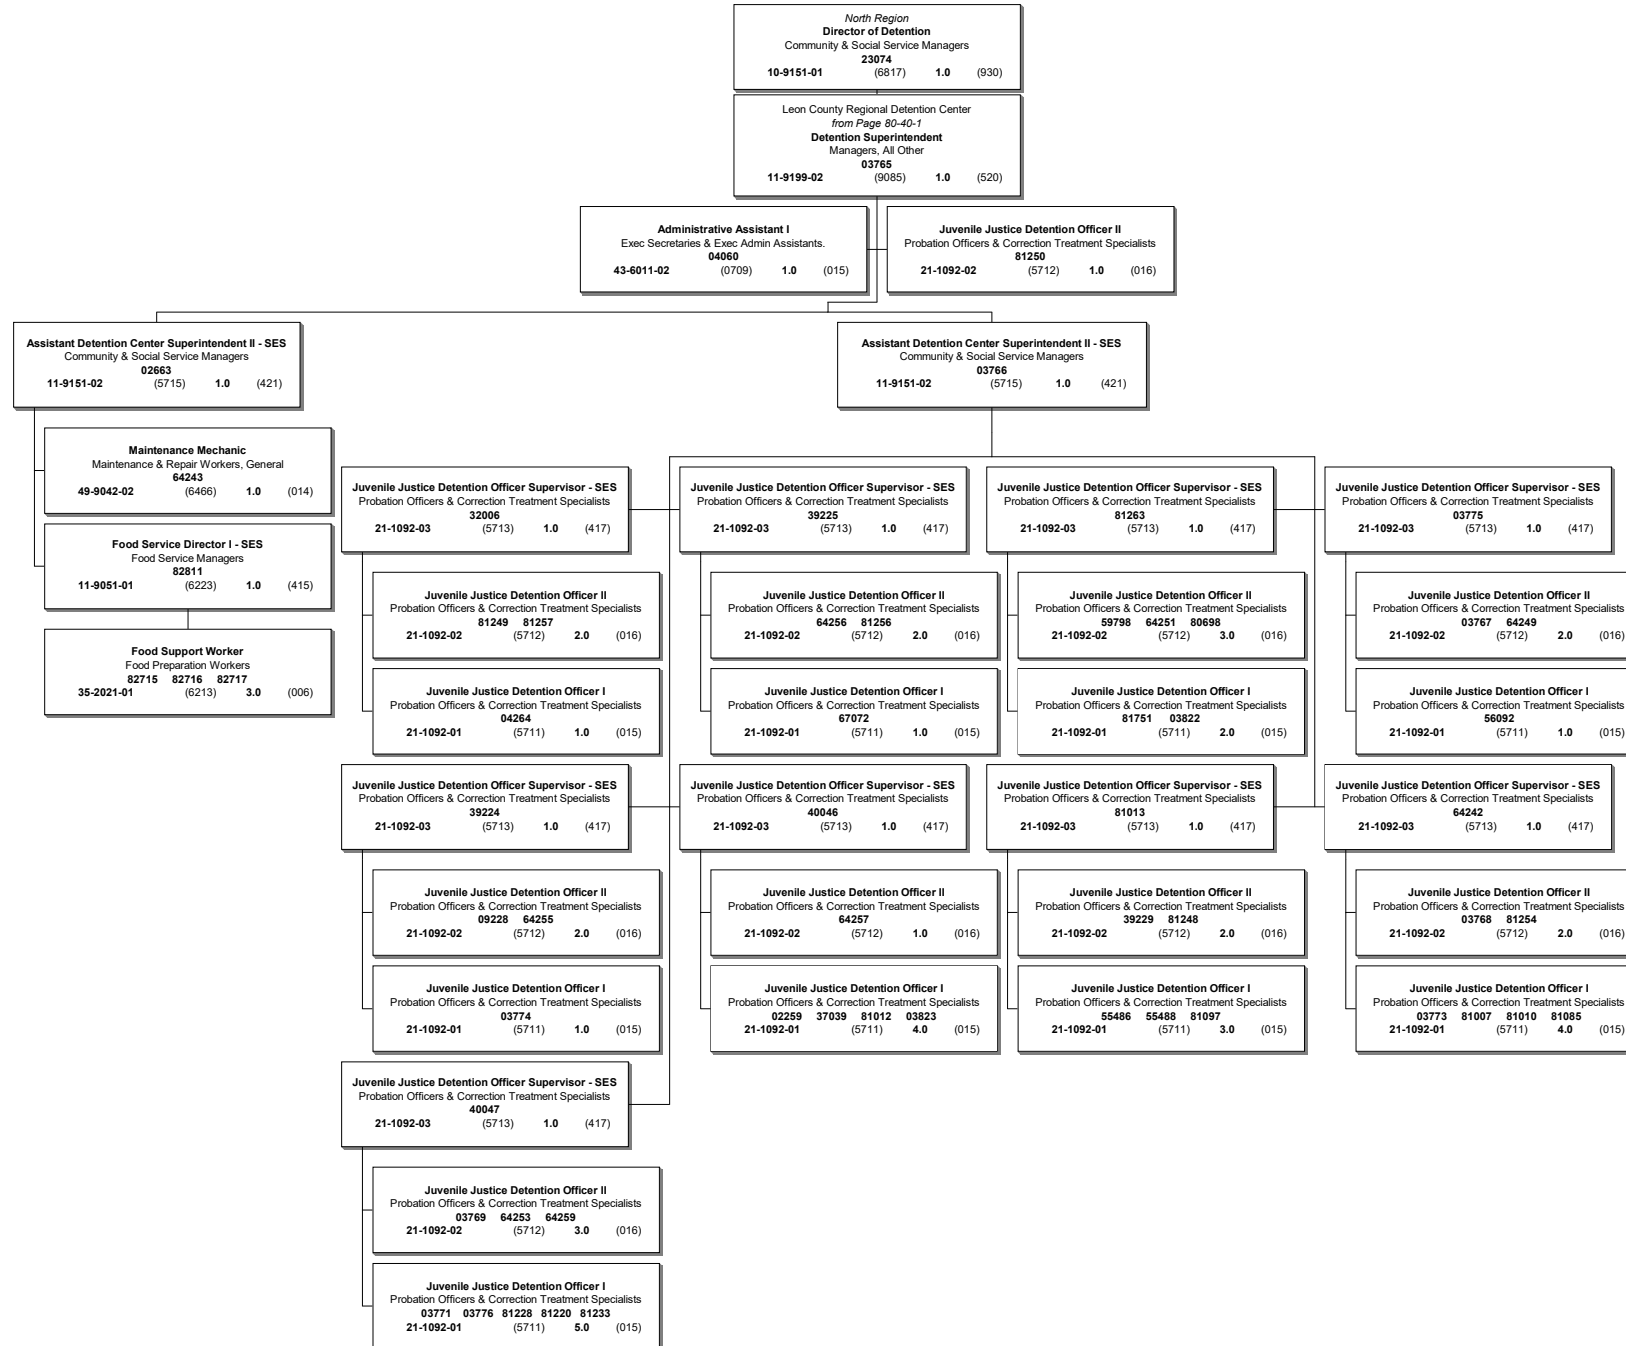 North Region
Director of Detention
Community & Social Service Managers
23074
10-9151-01 (6817) 1.0 (930)
Leon County Regional Detention Center
from Page 80-40-1
Detention Superintendent
Managers, All Other
03765
11-9199-02 (9085) 1.0 (520)
Administrative Assistant I
Exec Secretaries & Exec Admin Assistants.
04060
43-6011-02 (0709) 1.0 (015)
Juvenile Justice Detention Officer II
Probation Officers & Correction Treatment Specialists
81250
21-1092-02 (5712) 1.0 (016)
Assistant Detention Center Superintendent II - SES
Community & Social Service Managers
02663
11-9151-02 (5715) 1.0 (421)
Assistant Detention Center Superintendent II - SES
Community & Social Service Managers
03766
11-9151-02 (5715) 1.0 (421)
Maintenance Mechanic
Maintenance & Repair Workers, General
64243
49-9042-02 (6466) 1.0 (014)
Food Service Director I - SES
Food Service Managers
82811
11-9051-01 (6223) 1.0 (415)
Food Support Worker
Food Preparation Workers
82715 82716 82717
35-2021-01 (6213) 3.0 (006)
Juvenile Justice Detention Officer Supervisor - SES
Probation Officers & Correction Treatment Specialists
32006
21-1092-03 (5713) 1.0 (417)
Juvenile Justice Detention Officer II
Probation Officers & Correction Treatment Specialists
81249 81257
21-1092-02 (5712) 2.0 (016)
Juvenile Justice Detention Officer I
Probation Officers & Correction Treatment Specialists
04264
21-1092-01 (5711) 1.0 (015)
Juvenile Justice Detention Officer Supervisor - SES
Probation Officers & Correction Treatment Specialists
39225
21-1092-03 (5713) 1.0 (417)
Juvenile Justice Detention Officer II
Probation Officers & Correction Treatment Specialists
64256 81256
21-1092-02 (5712) 2.0 (016)
Juvenile Justice Detention Officer I
Probation Officers & Correction Treatment Specialists
67072
21-1092-01 (5711) 1.0 (015)
Juvenile Justice Detention Officer Supervisor - SES
Probation Officers & Correction Treatment Specialists
81263
21-1092-03 (5713) 1.0 (417)
Juvenile Justice Detention Officer II
Probation Officers & Correction Treatment Specialists
59798 64251 80698
21-1092-02 (5712) 3.0 (016)
Juvenile Justice Detention Officer I
Probation Officers & Correction Treatment Specialists
81751 03822
21-1092-01 (5711) 2.0 (015)
Juvenile Justice Detention Officer Supervisor - SES
Probation Officers & Correction Treatment Specialists
03775
21-1092-03 (5713) 1.0 (417)
Juvenile Justice Detention Officer II
Probation Officers & Correction Treatment Specialists
03767 64249
21-1092-02 (5712) 2.0 (016)
Juvenile Justice Detention Officer I
Probation Officers & Correction Treatment Specialists
56092
21-1092-01 (5711) 1.0 (015)
Juvenile Justice Detention Officer Supervisor - SES
Probation Officers & Correction Treatment Specialists
39224
21-1092-03 (5713) 1.0 (417)
Juvenile Justice Detention Officer II
Probation Officers & Correction Treatment Specialists
09228 64255
21-1092-02 (5712) 2.0 (016)
Juvenile Justice Detention Officer I
Probation Officers & Correction Treatment Specialists
03774
21-1092-01 (5711) 1.0 (015)
Juvenile Justice Detention Officer Supervisor - SES
Probation Officers & Correction Treatment Specialists
40046
21-1092-03 (5713) 1.0 (417)
Juvenile Justice Detention Officer II
Probation Officers & Correction Treatment Specialists
64257
21-1092-02 (5712) 1.0 (016)
Juvenile Justice Detention Officer I
Probation Officers & Correction Treatment Specialists
02259 37039 81012 03823
21-1092-01 (5711) 4.0 (015)
Juvenile Justice Detention Officer Supervisor - SES
Probation Officers & Correction Treatment Specialists
81013
21-1092-03 (5713) 1.0 (417)
Juvenile Justice Detention Officer II
Probation Officers & Correction Treatment Specialists
39229 81248
21-1092-02 (5712) 2.0 (016)
Juvenile Justice Detention Officer I
Probation Officers & Correction Treatment Specialists
55486 55488 81097
21-1092-01 (5711) 3.0 (015)
Juvenile Justice Detention Officer Supervisor - SES
Probation Officers & Correction Treatment Specialists
64242
21-1092-03 (5713) 1.0 (417)
Juvenile Justice Detention Officer II
Probation Officers & Correction Treatment Specialists
03768 81254
21-1092-02 (5712) 2.0 (016)
Juvenile Justice Detention Officer I
Probation Officers & Correction Treatment Specialists
03773 81007 81010 81085
21-1092-01 (5711) 4.0 (015)
Juvenile Justice Detention Officer Supervisor - SES
Probation Officers & Correction Treatment Specialists
40047
21-1092-03 (5713) 1.0 (417)
Juvenile Justice Detention Officer II
Probation Officers & Correction Treatment Specialists
03769 64253 64259
21-1092-02 (5712) 3.0 (016)
Juvenile Justice Detention Officer I
Probation Officers & Correction Treatment Specialists
03771 03776 81228 81220 81233
21-1092-01 (5711) 5.0 (015)